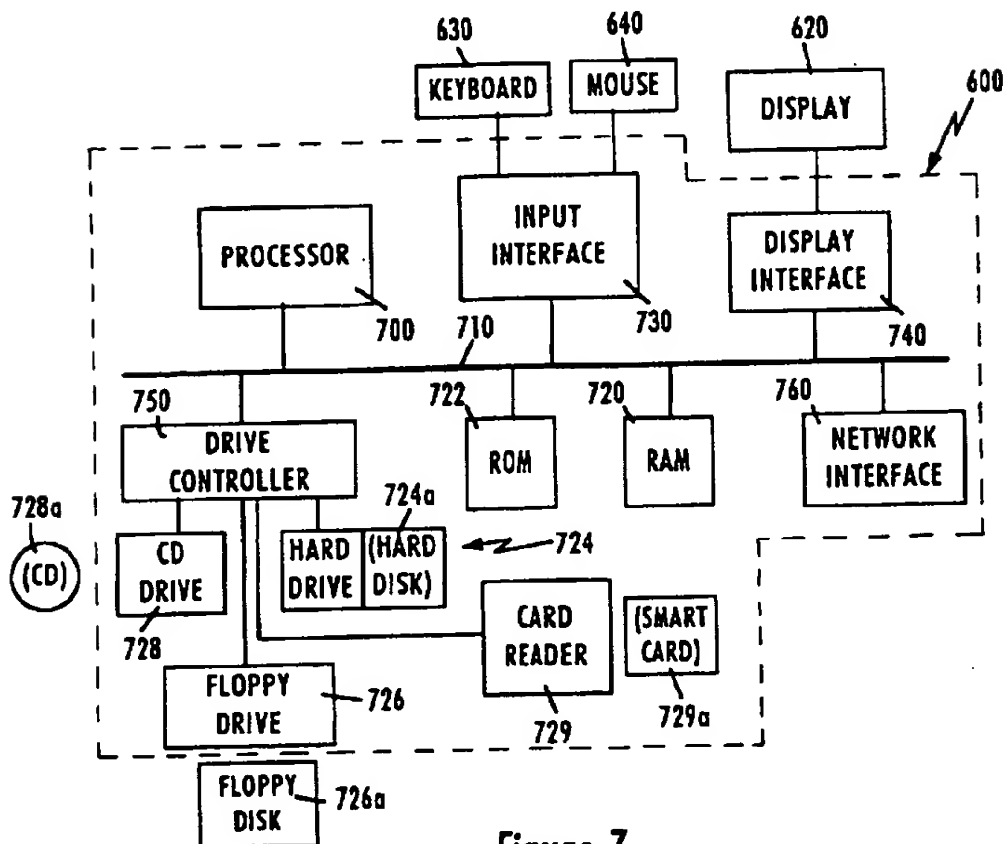 630
640
620
600
KEYBOARD
MOUSE
DISPLAY
PROCESSOR
700
INPUT
INTERFACE
730
DISPLAY
INTERFACE
740
710
750
DRIVE
CONTROLLER
722
ROM
720
RAM
760
NETWORK
INTERFACE
728a
(CD)
CD
DRIVE
728
724a
HARD
DRIVE
(HARD
DISK)
724
CARD
READER
729
(SMART
CARD)
729a
FLOPPY
DRIVE
726
FLOPPY
DISK
726a
Figure 7